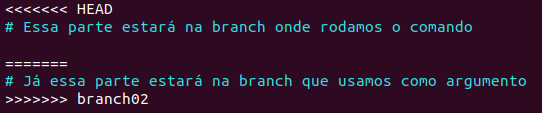 <<<<<<< HEAD
# Essa parte estará na branch onde rodamos o comando
=======
# Já essa parte estará na branch que usamos como argumento
>>>>>>> branch02